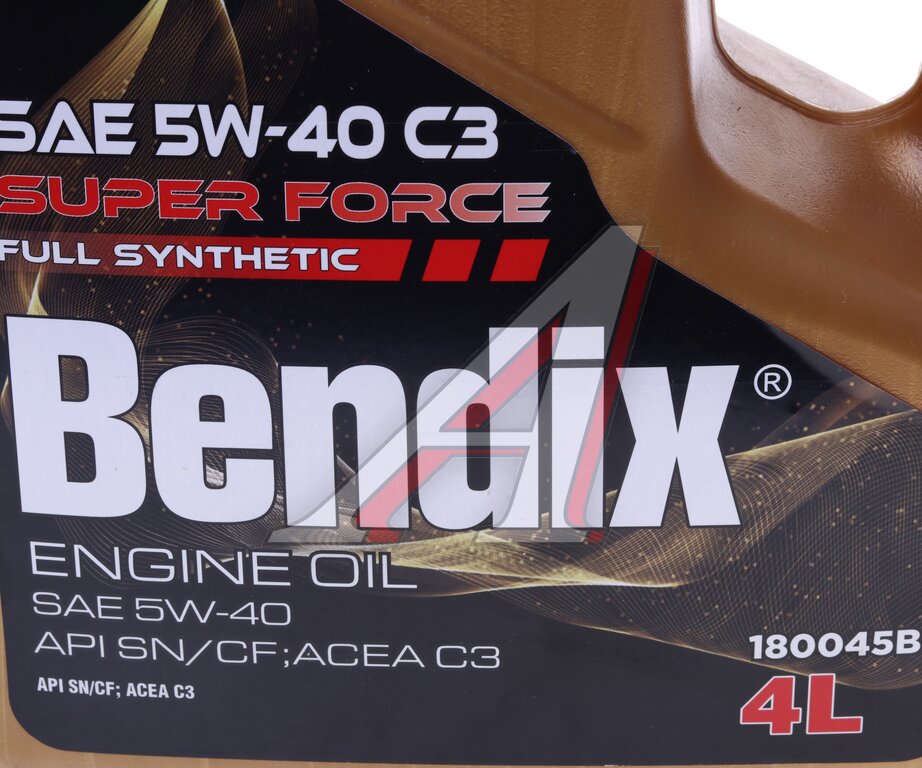 SAE 5W-40 C3
SUPER FORCE
FULL SYNTHETIC
Bendix®
ENGINE OIL
SAE 5W-40
API SN/CF;ACEA C3
API SN/CF; ACEA C3
180045B
4L